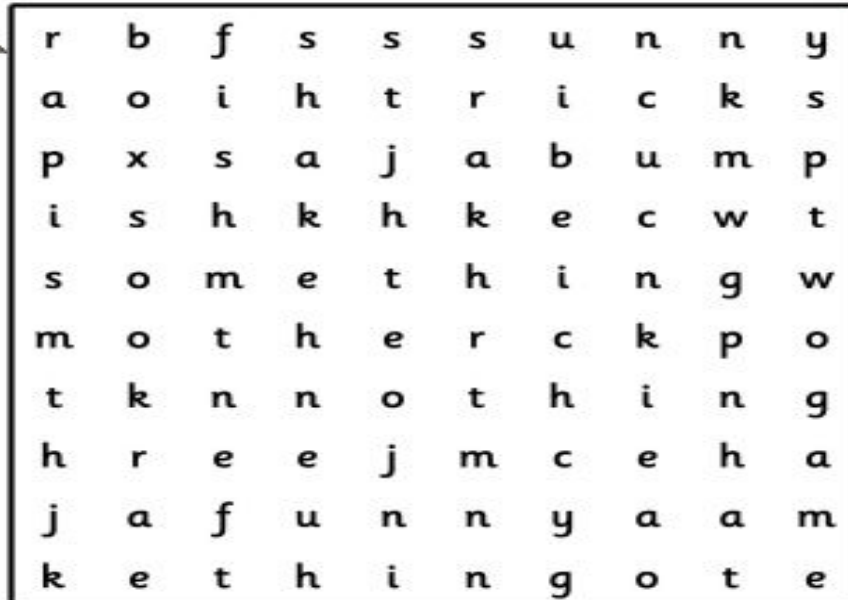 r b f s s s u n n y
a o i h t r i c k s
p x s a j a b u m p
i s h k h k e c w t
s o m e t h i n g w
m o t h e r c k p o
t k n n o t h i n g
h r e e j m c e h a
j a f u n n y a a m
k e t h i n g o t e